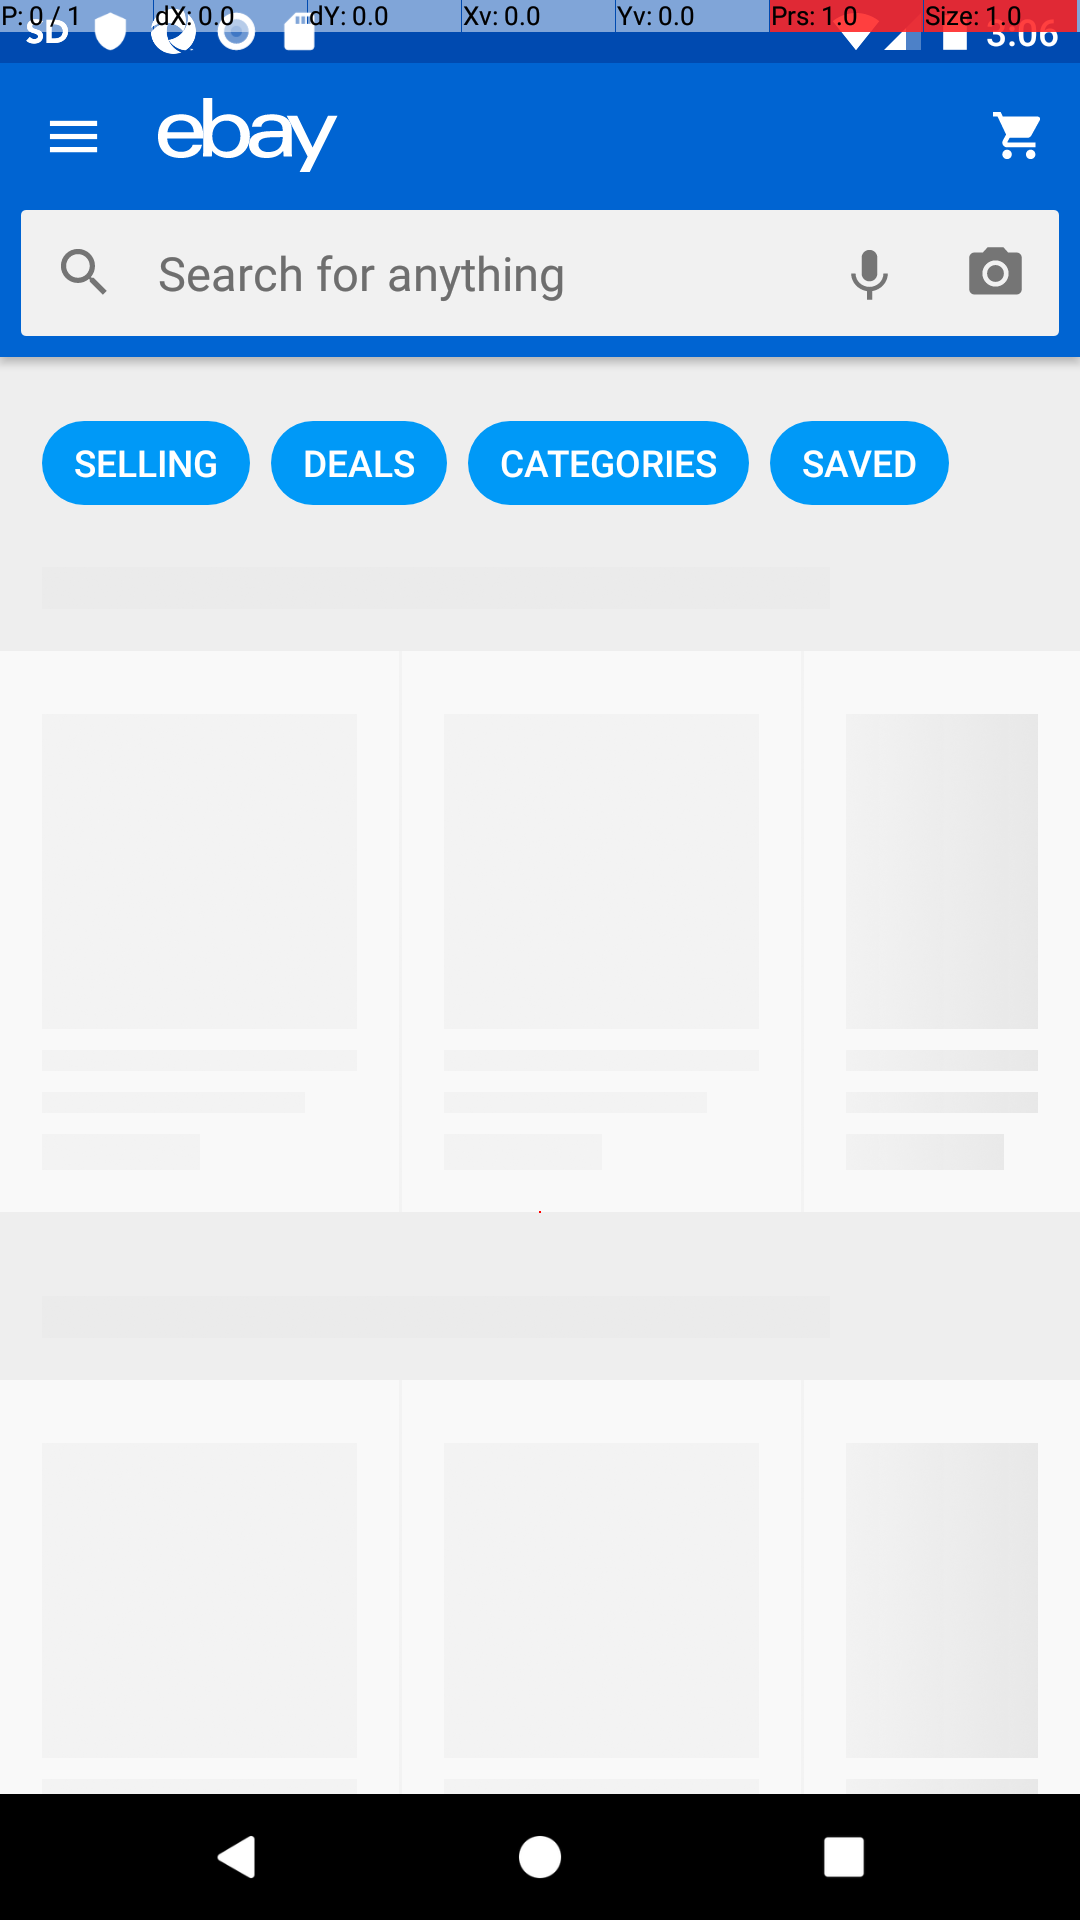 P: 0 / 1 dX: 0.0 dY: 0.0 Xv: 0.0 Yv: 0.0 Prs: 1.0 Size: 1.0
3:06
ebay
Search for anything
SELLING DEALS CATEGORIES SAVED